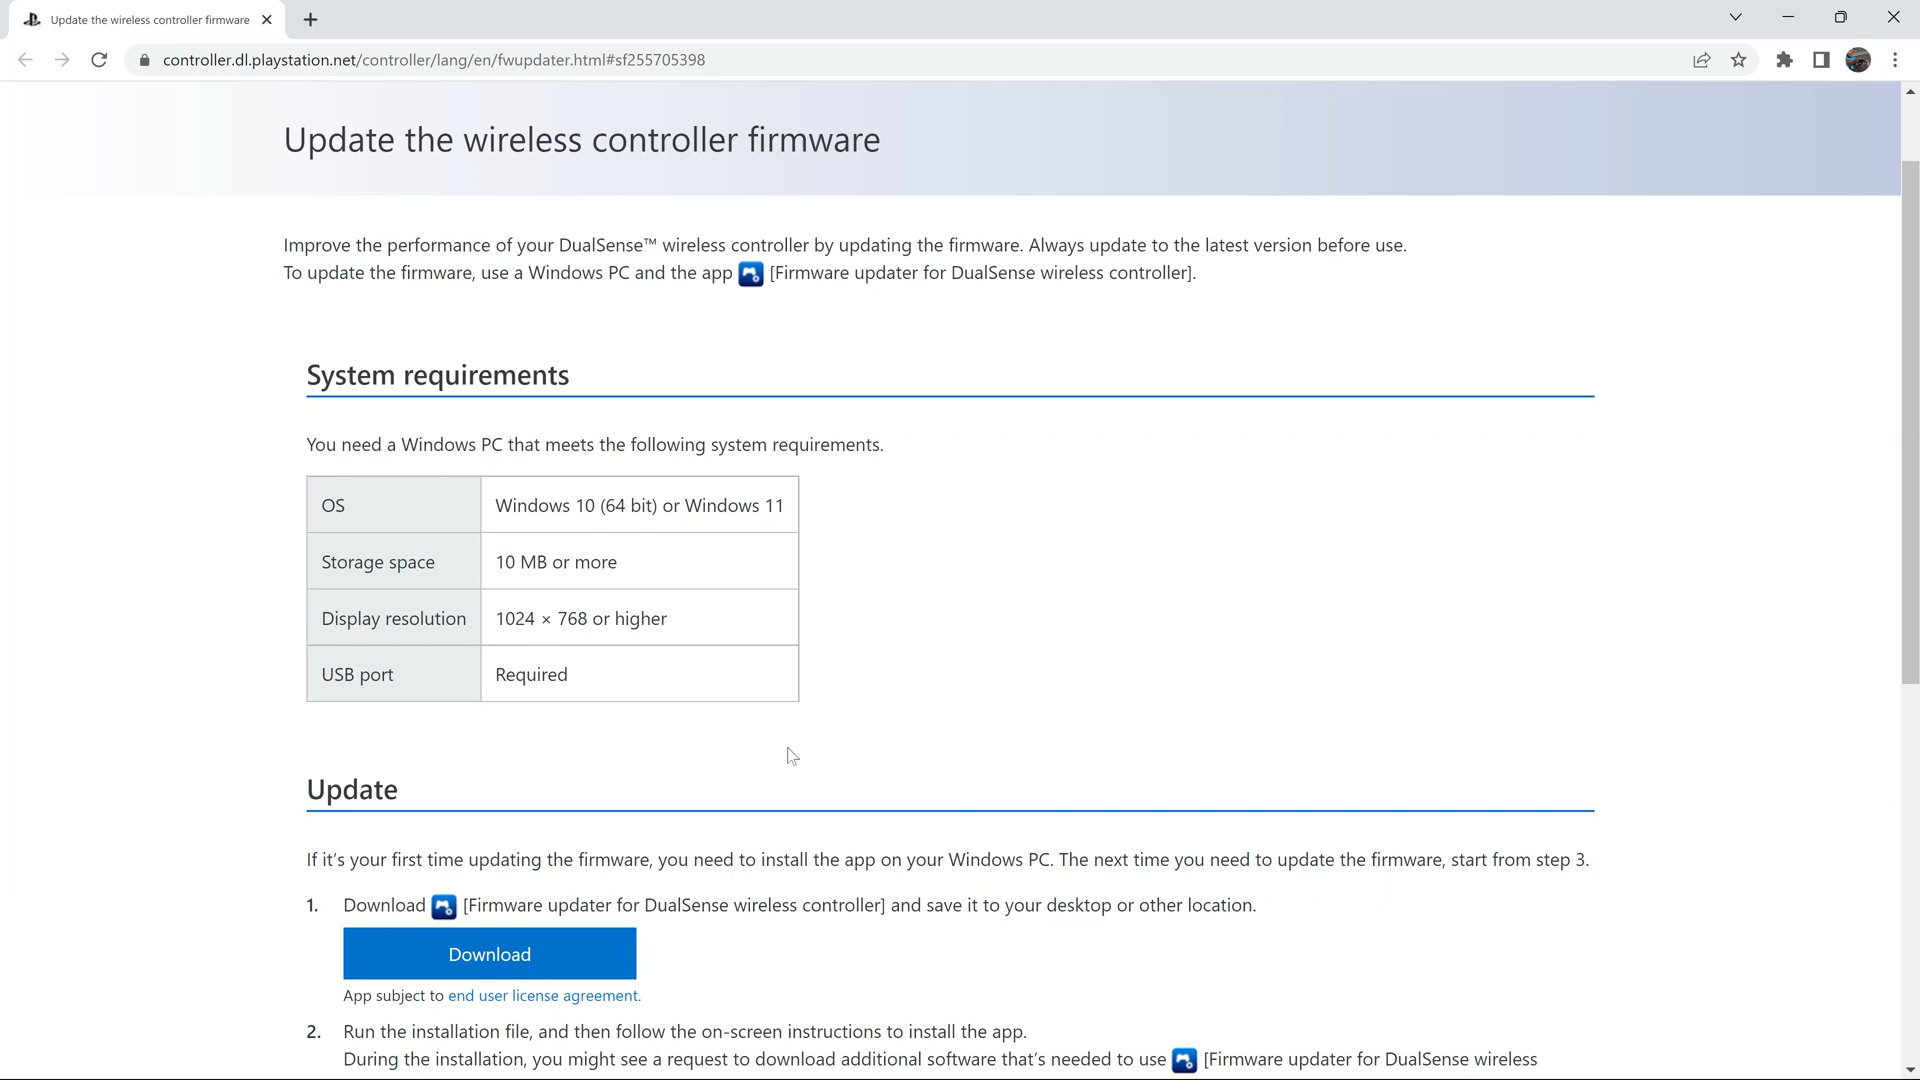 Update the wireless controller firmware
controller.dl.playstation.net/controller/lang/en/fwupdater.html#sf255705398
Update the wireless controller firmware
Improve the performance of your DualSense™ wireless controller by updating the firmware. Always update to the latest version before use.
To update the firmware, use a Windows PC and the app [Firmware updater for DualSense wireless controller].
System requirements
You need a Windows PC that meets the following system requirements.
OS Windows 10 (64 bit) or Windows 11
Storage space 10 MB or more
Display resolution 1024 × 768 or higher
USB port Required
Update
If it’s your first time updating the firmware, you need to install the app on your Windows PC. The next time you need to update the firmware, start from step 3.
1. Download [Firmware updater for DualSense wireless controller] and save it to your desktop or other location.
Download
App subject to end user license agreement.
2. Run the installation file, and then follow the on-screen instructions to install the app.
During the installation, you might see a request to download additional software that’s needed to use [Firmware updater for DualSense wireless